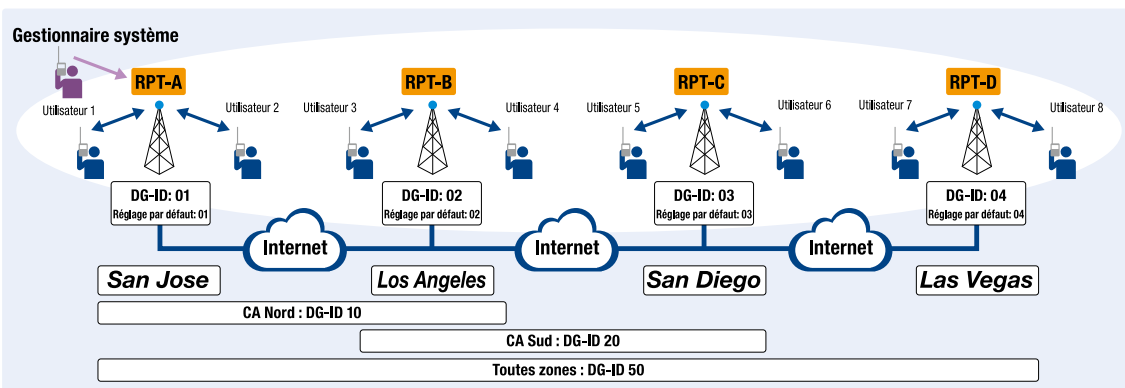 Gestionnaire système
RPT-A
RPT-B
RPT-C
RPT-D
Utilisateur 1
Utilisateur 2
Utilisateur 3
Utilisateur 4
Utilisateur 5
Utilisateur 6
Utilisateur 7
Utilisateur 8
DG-ID: 01
Réglage par défaut: 01
DG-ID: 02
Réglage par défaut: 02
DG-ID: 03
Réglage par défaut: 03
DG-ID: 04
Réglage par défaut: 04
Internet
Internet
Internet
San Jose
Los Angeles
San Diego
Las Vegas
CA Nord : DG-ID 10
CA Sud : DG-ID 20
Toutes zones : DG-ID 50